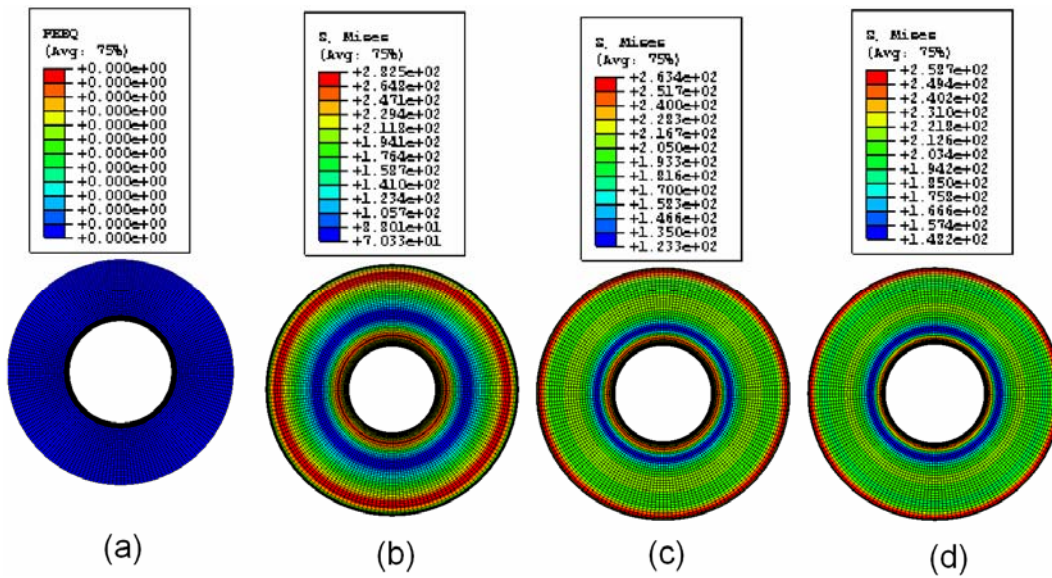 PEEQ
(Avg: 75%)
+0.000e+00
+0.000e+00
+0.000e+00
+0.000e+00
+0.000e+00
+0.000e+00
+0.000e+00
+0.000e+00
+0.000e+00
+0.000e+00
+0.000e+00
+0.000e+00
+0.000e+00
S, Mises
(Avg: 75%)
+2.825e+02
+2.648e+02
+2.471e+02
+2.294e+02
+2.118e+02
+1.941e+02
+1.764e+02
+1.587e+02
+1.410e+02
+1.234e+02
+1.057e+02
+8.801e+01
+7.033e+01
S, Mises
(Avg: 75%)
+2.634e+02
+2.517e+02
+2.400e+02
+2.283e+02
+2.167e+02
+2.050e+02
+1.933e+02
+1.816e+02
+1.700e+02
+1.583e+02
+1.466e+02
+1.350e+02
+1.233e+02
S, Mises
(Avg: 75%)
+2.587e+02
+2.494e+02
+2.402e+02
+2.310e+02
+2.218e+02
+2.126e+02
+2.034e+02
+1.942e+02
+1.850e+02
+1.758e+02
+1.666e+02
+1.574e+02
+1.482e+02
(a)
(b)
(c)
(d)